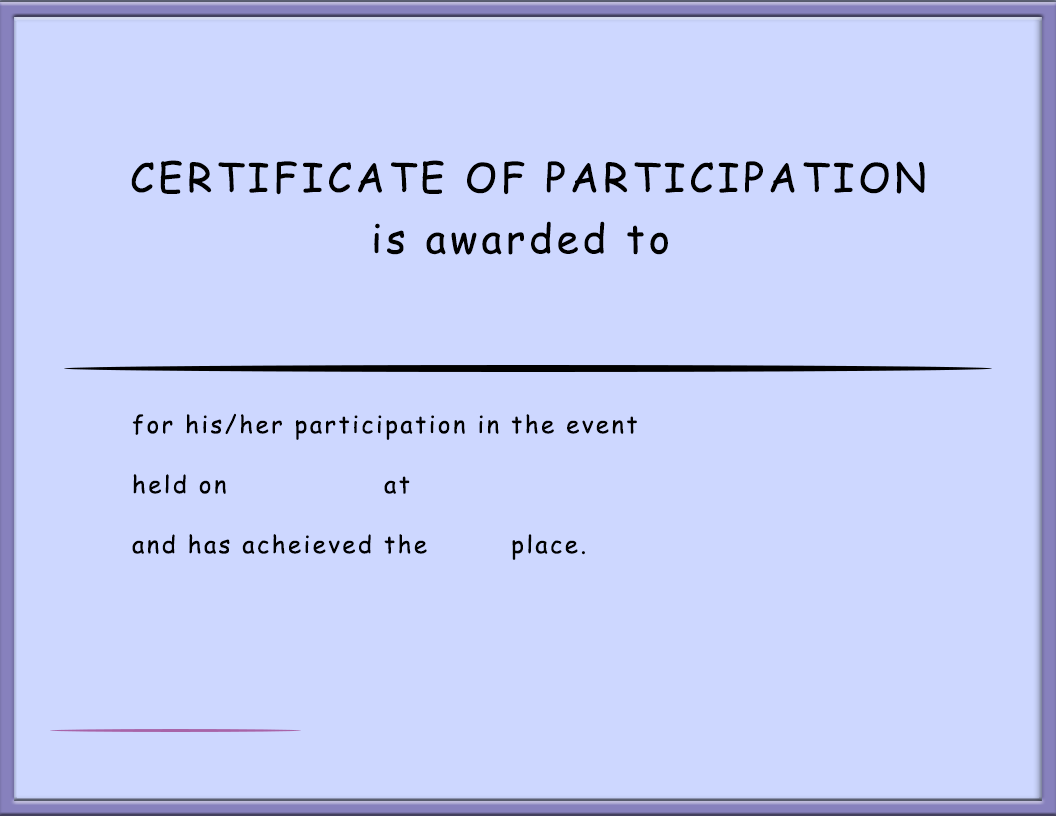 CERTIFICATE OF PARTICIPATION
is awarded to
for his/her participation in the event
held on at
and has acheieved the place.